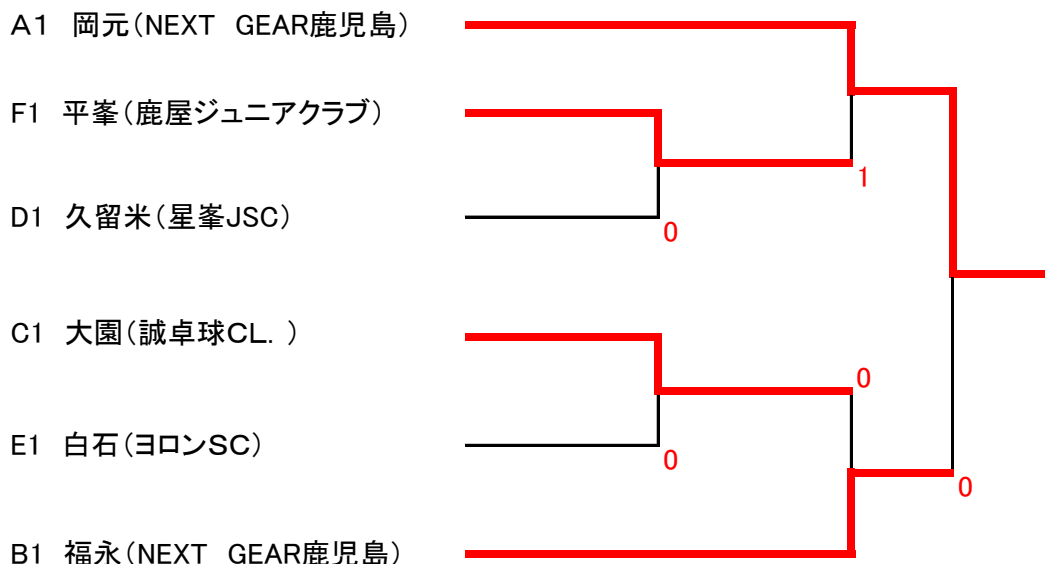 A1　岡元（NEXT　GEAR鹿児島）
F1　平峯（鹿屋ジュニアクラブ）
1
D1　久留米（星峯JSC）
0
C1　大園（誠卓球CL．）
0
E1　白石（ヨロンSC）
0
0
B1　福永（NEXT　GEAR鹿児島）